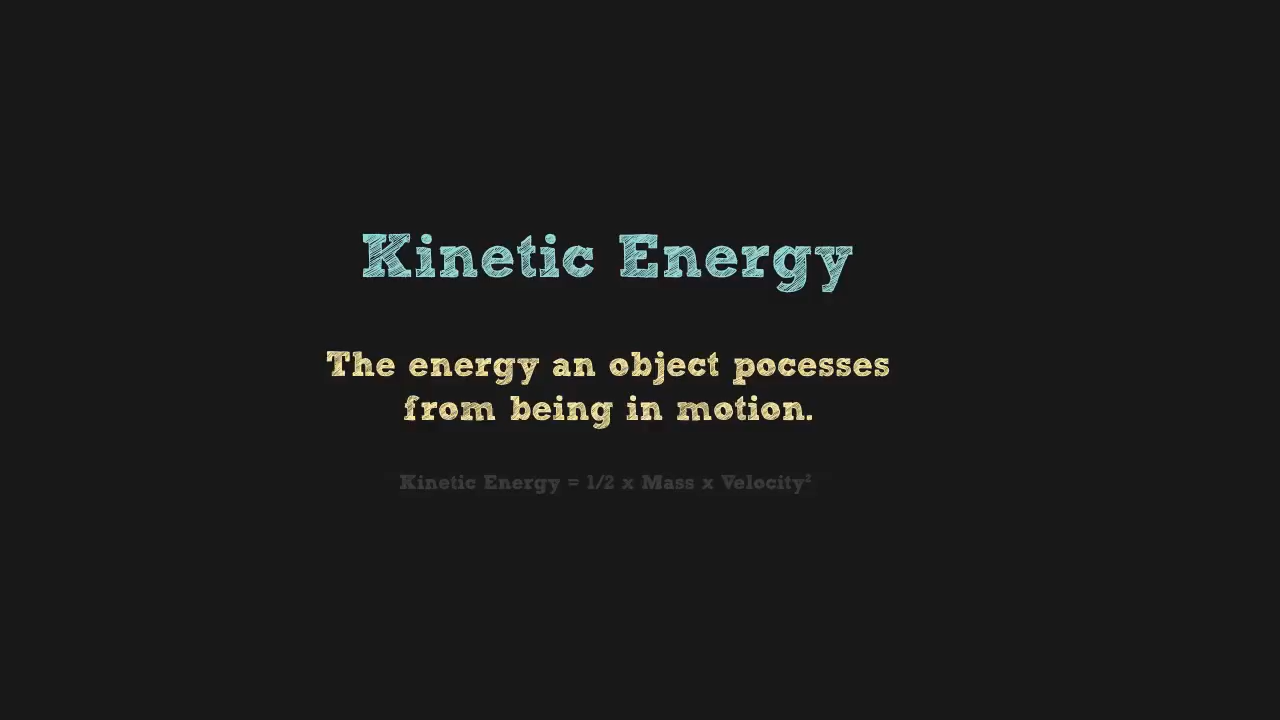 Kinetic Energy
The energy an object pocesses
from being in motion.
Kinetic Energy = 1/2 x Mass x Velocity²